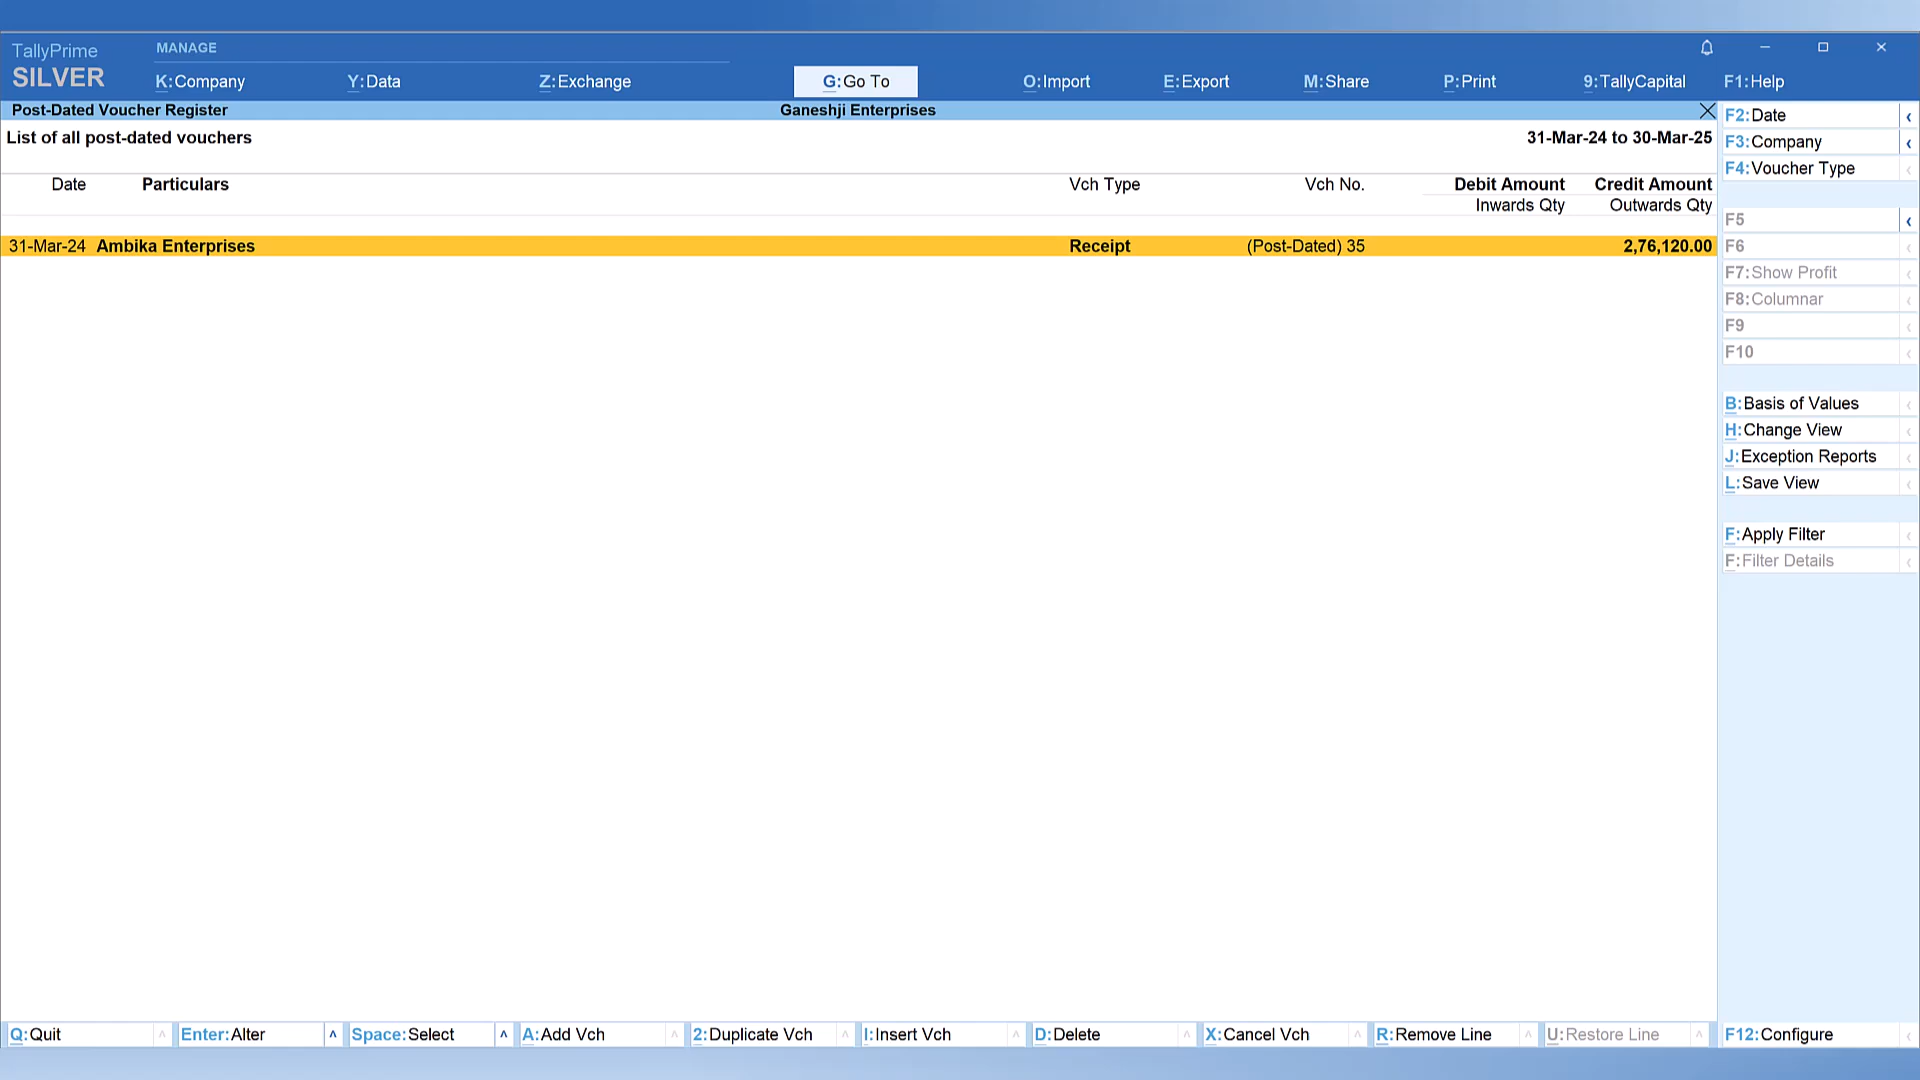 TallyPrime
SILVER
MANAGE
K:Company Y:Data Z:Exchange G:Go To O:Import E:Export M:Share P:Print 9:TallyCapital F1:Help
Post-Dated Voucher Register Ganeshji Enterprises
List of all post-dated vouchers 31-Mar-24 to 30-Mar-25
Date Particulars Vch Type Vch No. Debit Amount Credit Amount
Inwards Qty Outwards Qty
31-Mar-24 Ambika Enterprises Receipt (Post-Dated) 35 2,76,120.00
F2:Date
F3:Company
F4:Voucher Type
F5
F6
F7:Show Profit
F8:Columnar
F9
F10
B:Basis of Values
H:Change View
J:Exception Reports
L:Save View
F:Apply Filter
F:Filter Details
Q:Quit Enter:Alter Space:Select A:Add Vch 2:Duplicate Vch I:Insert Vch D:Delete X:Cancel Vch R:Remove Line U:Restore Line F12:Configure